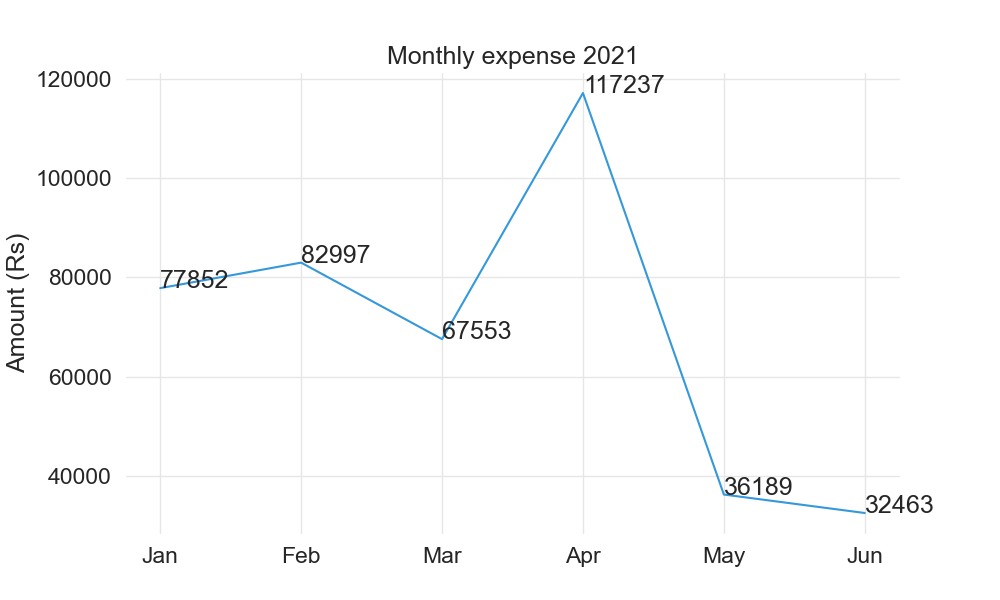 Monthly expense 2021
120000
100000
80000
60000
40000
Amount (Rs)
77852
82997
67553
117237
36189
32463
Jan
Feb
Mar
Apr
May
Jun